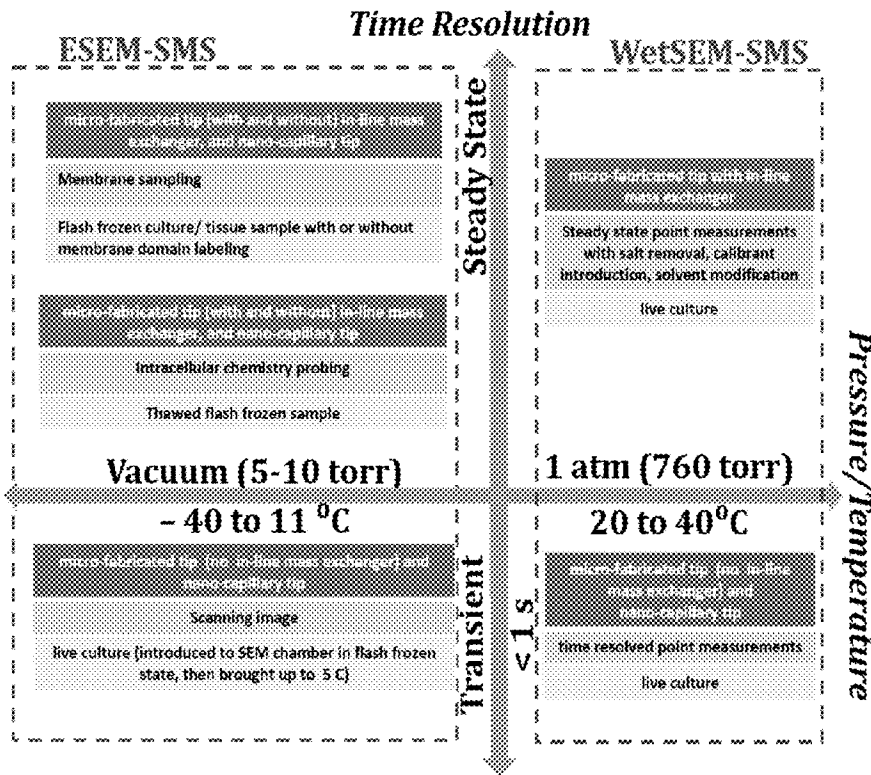 Time Resolution
ESEM-SMS
WetSEM-SMS
micro-fabricated tip (with and without) in-line mass
exchanger, and nano-capillary tip
Membrane sampling
Flash frozen culture/ tissue sample with or without
membrane domain labeling
micro-fabricated tip (with and without) in-line mass
exchanger, and nano-capillary tip
Intracellular chemistry probing
Thawed flash frozen sample
Steady State
micro-fabricated tip with in-line
mass exchanger
Steady state point measurements
with salt removal, calibrant
introduction, solvent modification
live culture
Pressure/Temperature
Vacuum (5-10 torr)
1 atm (760 torr)
– 40 to 11 ⁰C
20 to 40⁰C
micro-fabricated tip (no in-line mass exchanger) and
nano-capillary tip
Scanning image
live culture (introduced to SEM chamber in flash frozen
state, then brought up to 5 C)
Transient
< 1 s
micro-fabricated tip (no in-line
mass exchanger) and
nano-capillary tip
time resolved point measurements
live culture